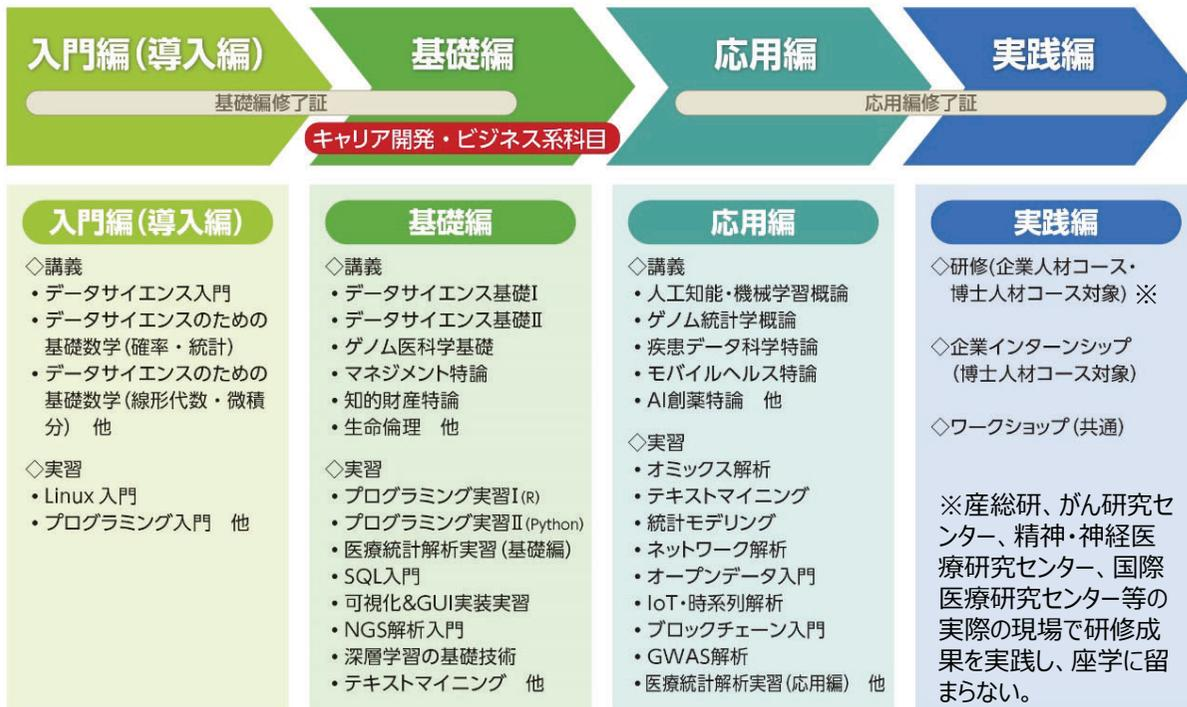 入門編(導入編)
基礎編
応用編
実践編
基礎編修了証
応用編修了証
キャリア開発・ビジネス系科目
入門編(導入編)
◇講義
・データサイエンス入門
・データサイエンスのための
基礎数学(確率・統計)
・データサイエンスのための
基礎数学(線形代数・微積
分) 他
◇実習
・Linux 入門
・プログラミング入門 他
基礎編
◇講義
・データサイエンス基礎Ⅰ
・データサイエンス基礎Ⅱ
・ゲノム医科学基礎
・マネジメント特論
・知的財産特論
・生命倫理 他
◇実習
・プログラミング実習Ⅰ(R)
・プログラミング実習Ⅱ(Python)
・医療統計解析実習(基礎編)
・SQL入門
・可視化&GUI実装実習
・NGS解析入門
・深層学習の基礎技術
・テキストマイニング 他
応用編
◇講義
・人工知能・機械学習概論
・ゲノム統計学概論
・疾患データ科学特論
・モバイルヘルス特論
・AI創薬特論 他
◇実習
・オミックス解析
・テキストマイニング
・統計モデリング
・ネットワーク解析
・オープンデータ入門
・IoT・時系列解析
・ブロックチェーン入門
・GWAS解析
・医療統計解析実習(応用編) 他
実践編
◇研修(企業人材コース・
博士人材コース対象) ※
◇企業インターンシップ
(博士人材コース対象)
◇ワークショップ(共通)
※産総研、がん研究セ
ンター、精神・神経医
療研究センター、国際
医療研究センター等の
実際の現場で研修成
果を実践し、座学に留
まらない。